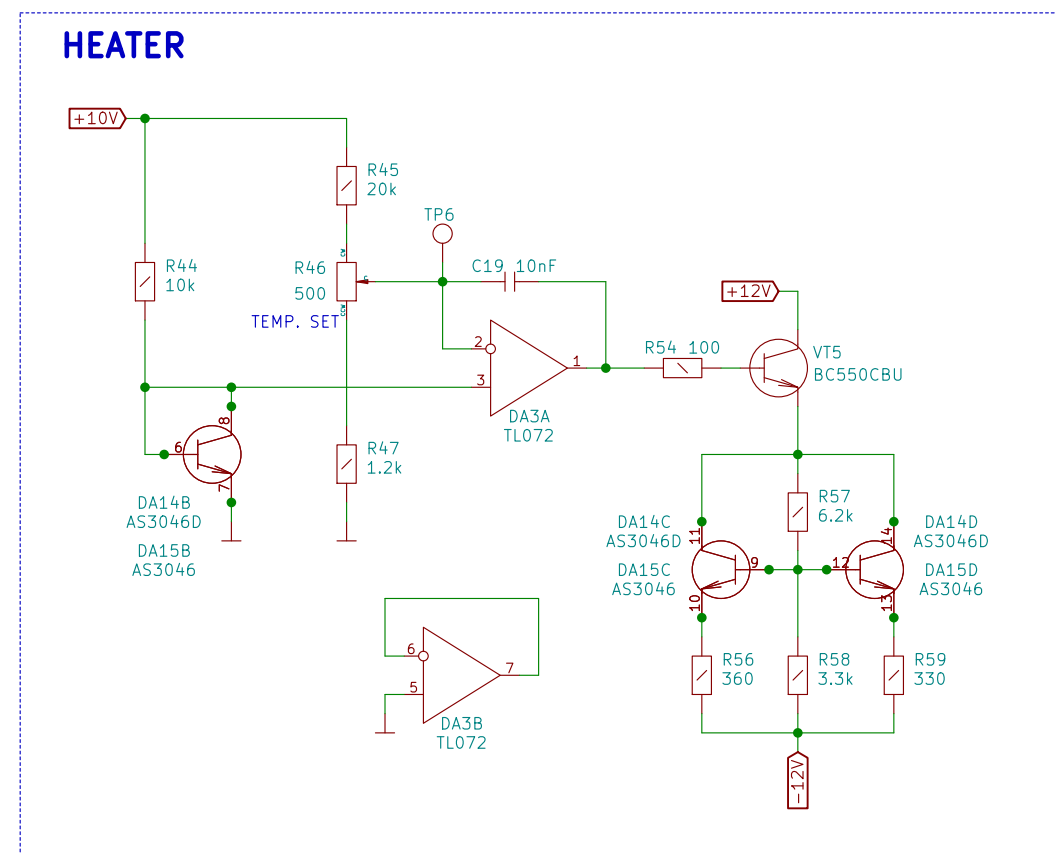 HEATER
+10V
R45
20k
TP6
R44
10k
CW
R46
500
CCW
TEMP. SET
C19 10nF
+12V
2
3
1
DA3A
TL072
R54 100
VT5
BC550CBU
8
6
7
DA14B
AS3046D
DA15B
AS3046
R47
1.2k
R57
6.2k
DA14C
AS3046D
DA15C
AS3046
11
9
10
DA14D
AS3046D
DA15D
AS3046
14
12
13
6
5
7
DA3B
TL072
R56
360
R58
3.3k
R59
330
-12V